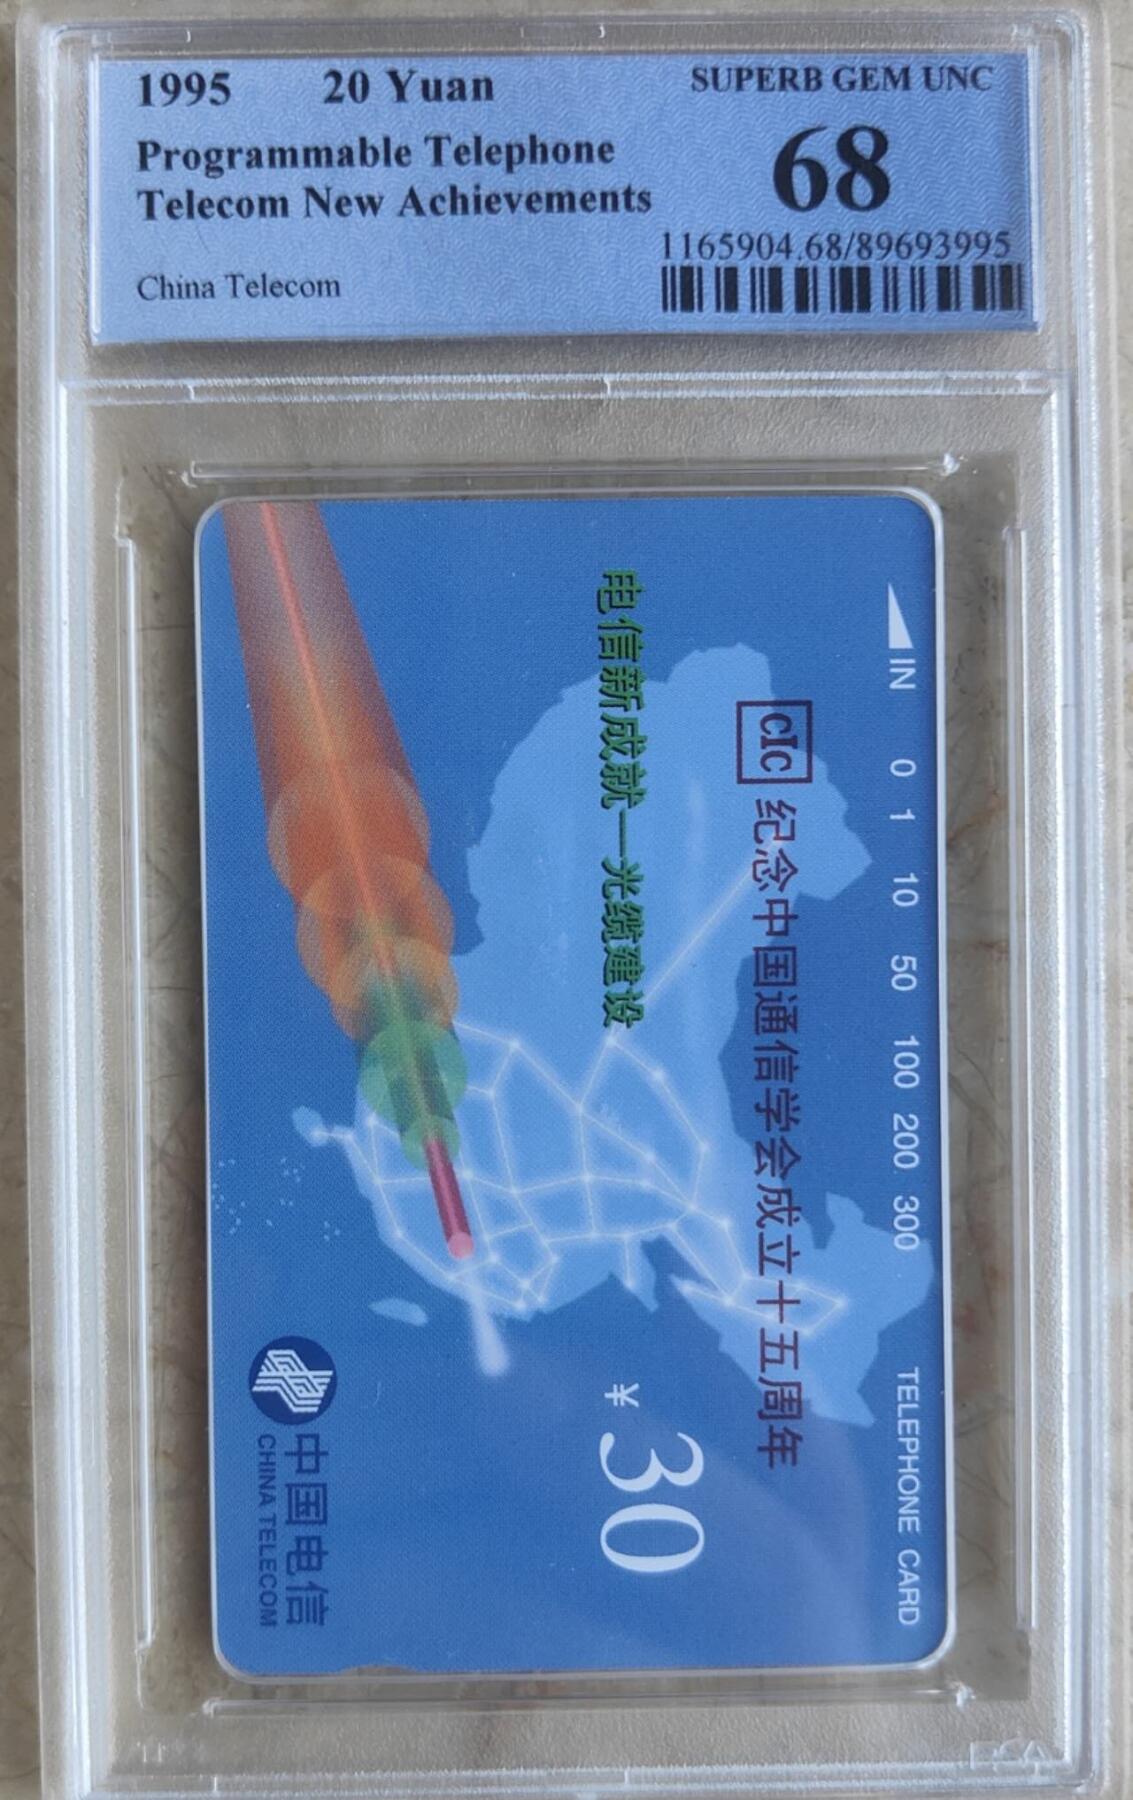 1995 20 Yuan SUPERB GEM UNC
Programmable Telephone 68
Telecom New Achievements
1165904.68/89693995
China Telecom
IN 0 1 10 50 100 200 300 TELEPHONE CARD
CIC 纪念中国通信学会成立十五周年
电信新成就—光缆建设
¥30
中国电信
CHINA TELECOM